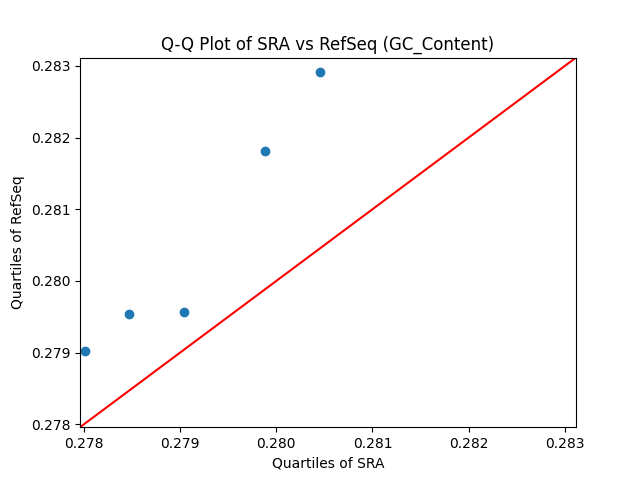 Q-Q Plot of SRA vs RefSeq (GC_Content)
0.283
0.282
0.281
0.280
0.279
0.278
Quartiles of RefSeq
0.278 0.279 0.280 0.281 0.282 0.283
Quartiles of SRA